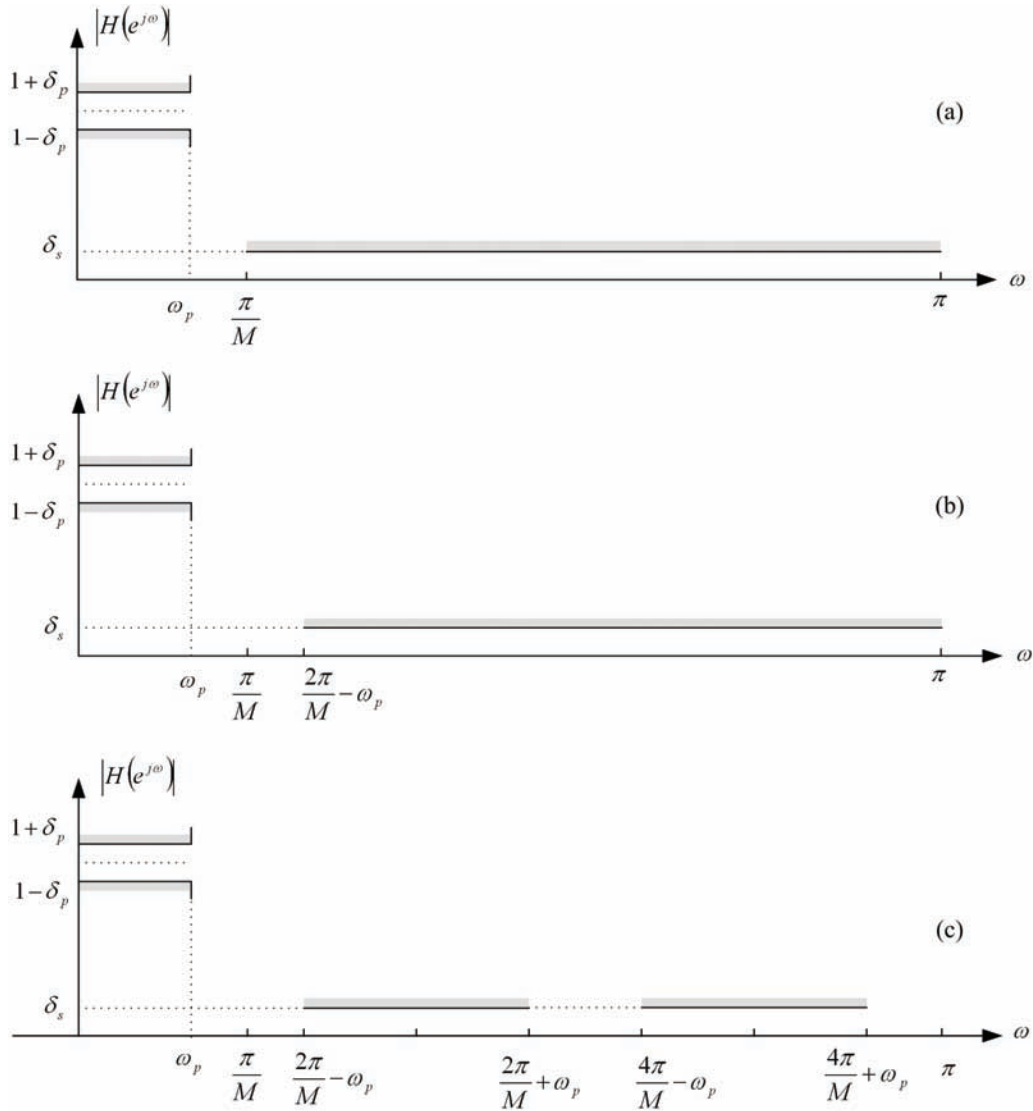 |H(e^{jω})|
1+δ_p
(a)
1−δ_p
δ_s
ω
ω_p
π/M
π
|H(e^{jω})|
1+δ_p
(b)
1−δ_p
δ_s
ω
ω_p
π/M
2π/M −ω_p
π
|H(e^{jω})|
1+δ_p
1−δ_p
(c)
δ_s
ω
ω_p
π/M
2π/M −ω_p
2π/M +ω_p
4π/M −ω_p
4π/M +ω_p
π